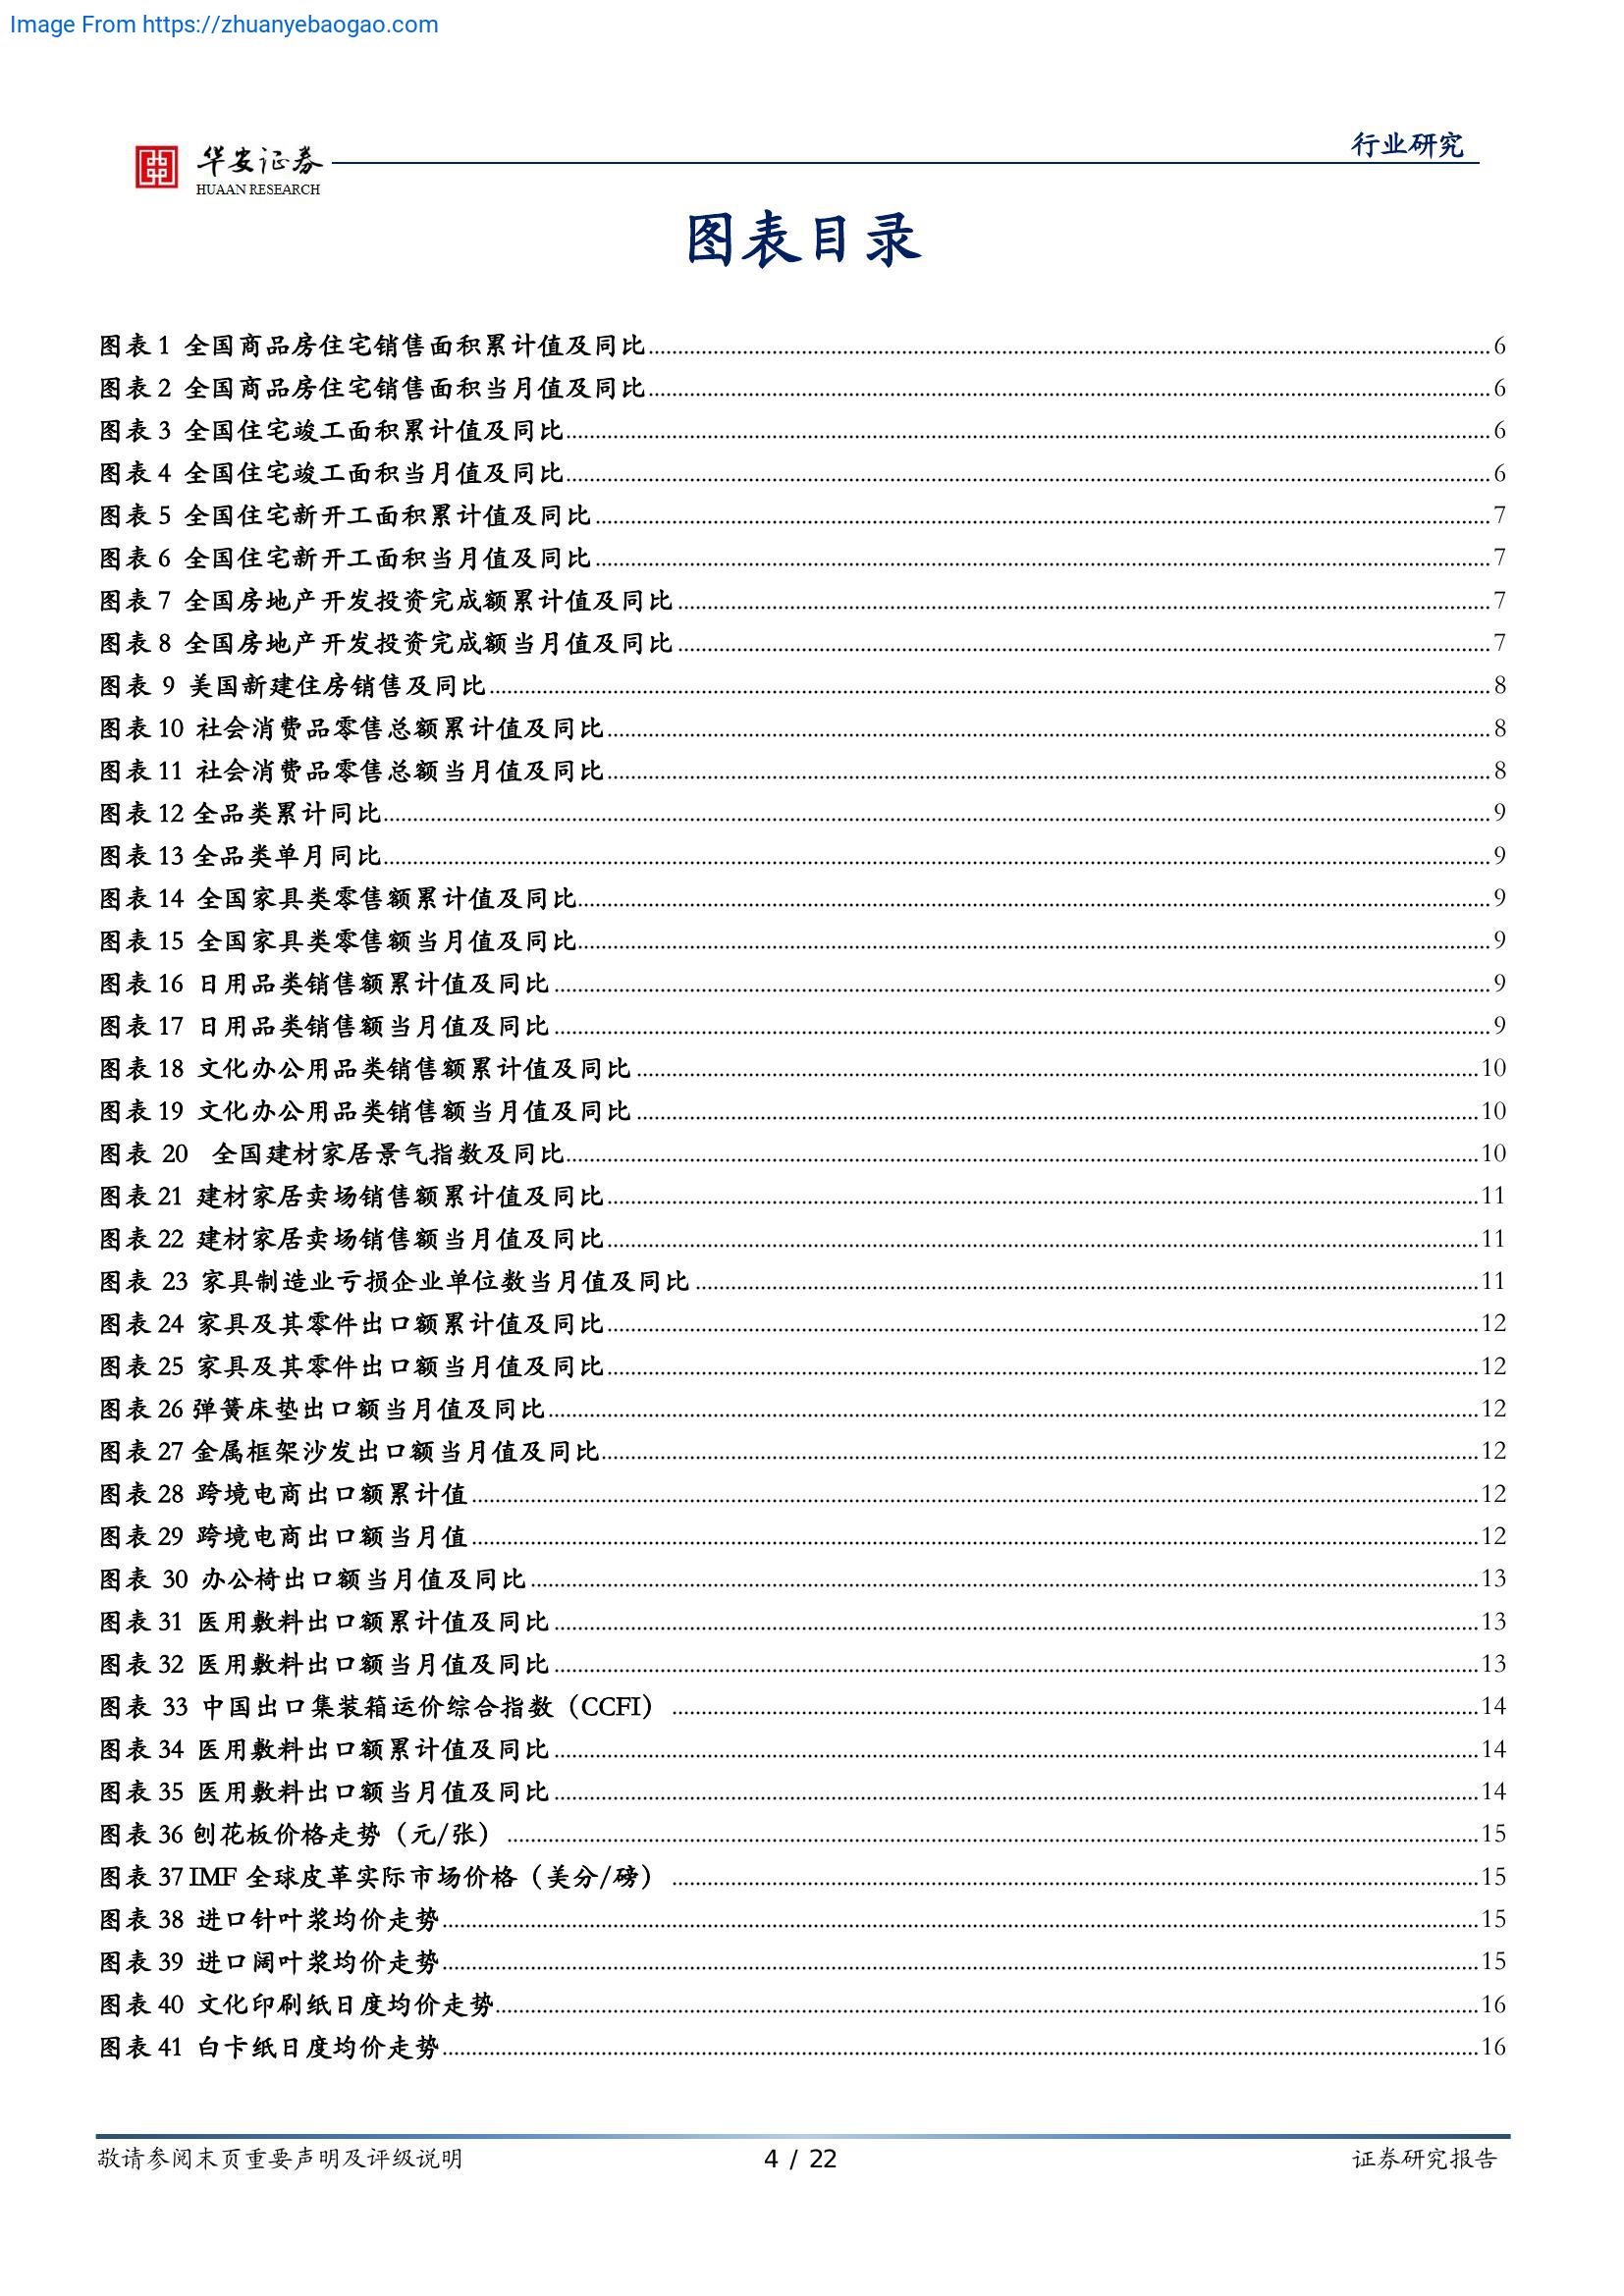 Image From https://zhuanyebaogao.com
华安证券
HUAAN RESEARCH
行业研究
图表目录
图表 1 全国商品房住宅销售面积累计值及同比 6
图表 2 全国商品房住宅销售面积当月值及同比 6
图表 3 全国住宅竣工面积累计值及同比 6
图表 4 全国住宅竣工面积当月值及同比 6
图表 5 全国住宅新开工面积累计值及同比 7
图表 6 全国住宅新开工面积当月值及同比 7
图表 7 全国房地产开发投资完成额累计值及同比 7
图表 8 全国房地产开发投资完成额当月值及同比 7
图表 9 美国新建住房销售及同比 8
图表 10 社会消费品零售总额累计值及同比 8
图表 11 社会消费品零售总额当月值及同比 8
图表 12 全品类累计同比 9
图表 13 全品类单月同比 9
图表 14 全国家具类零售额累计值及同比 9
图表 15 全国家具类零售额当月值及同比 9
图表 16 日用品类销售额累计值及同比 9
图表 17 日用品类销售额当月值及同比 9
图表 18 文化办公用品类销售额累计值及同比 10
图表 19 文化办公用品类销售额当月值及同比 10
图表 20 全国建材家居景气指数及同比 10
图表 21 建材家居卖场销售额累计值及同比 11
图表 22 建材家居卖场销售额当月值及同比 11
图表 23 家具制造业亏损企业单位数当月值及同比 11
图表 24 家具及其零件出口额累计值及同比 12
图表 25 家具及其零件出口额当月值及同比 12
图表 26 弹簧床垫出口额当月值及同比 12
图表 27 金属框架沙发出口额当月值及同比 12
图表 28 跨境电商出口额累计值 12
图表 29 跨境电商出口额当月值 12
图表 30 办公椅出口额当月值及同比 13
图表 31 医用敷料出口额累计值及同比 13
图表 32 医用敷料出口额当月值及同比 13
图表 33 中国出口集装箱运价综合指数（CCFI） 14
图表 34 医用敷料出口额累计值及同比 14
图表 35 医用敷料出口额当月值及同比 14
图表 36 刨花板价格走势（元/张） 15
图表 37 IMF 全球皮革实际市场价格（美分/磅） 15
图表 38 进口针叶浆均价走势 15
图表 39 进口阔叶浆均价走势 15
图表 40 文化印刷纸日度均价走势 16
图表 41 白卡纸日度均价走势 16
敬请参阅末页重要声明及评级说明 4 / 22 证券研究报告